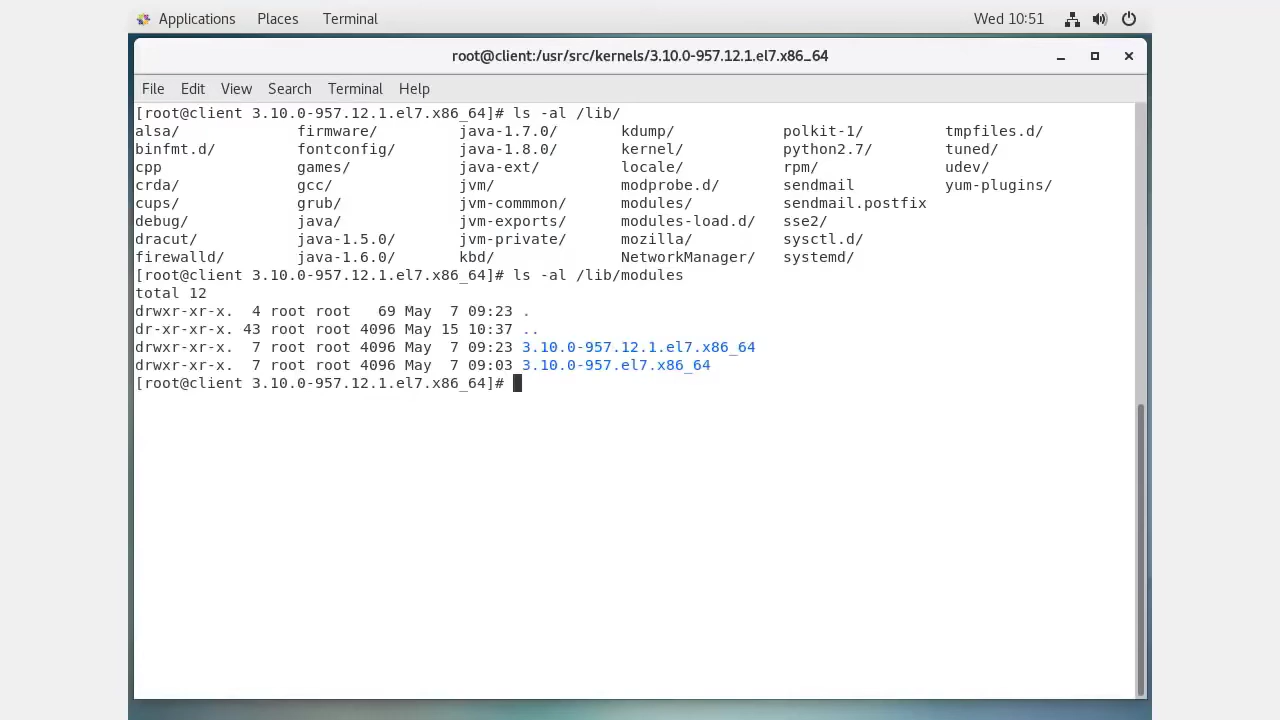 Applications Places Terminal Wed 10:51
root@client:/usr/src/kernels/3.10.0-957.12.1.el7.x86_64
File Edit View Search Terminal Help
[root@client 3.10.0-957.12.1.el7.x86_64]# ls -al /lib/
alsa/ firmware/ java-1.7.0/ kdump/ polkit-1/ tmpfiles.d/
binfmt.d/ fontconfig/ java-1.8.0/ kernel/ python2.7/ tuned/
cpp games/ java-ext/ locale/ rpm/ udev/
crda/ gcc/ jvm/ modprobe.d/ sendmail yum-plugins/
cups/ grub/ jvm-commmon/ modules/ sendmail.postfix
debug/ java/ jvm-exports/ modules-load.d/ sse2/
dracut/ java-1.5.0/ jvm-private/ mozilla/ sysctl.d/
firewalld/ java-1.6.0/ kbd/ NetworkManager/ systemd/
[root@client 3.10.0-957.12.1.el7.x86_64]# ls -al /lib/modules
total 12
drwxr-xr-x. 4 root root 69 May 7 09:23 .
dr-xr-xr-x. 43 root root 4096 May 15 10:37 ..
drwxr-xr-x. 7 root root 4096 May 7 09:23 3.10.0-957.12.1.el7.x86_64
drwxr-xr-x. 7 root root 4096 May 7 09:03 3.10.0-957.el7.x86_64
[root@client 3.10.0-957.12.1.el7.x86_64]#